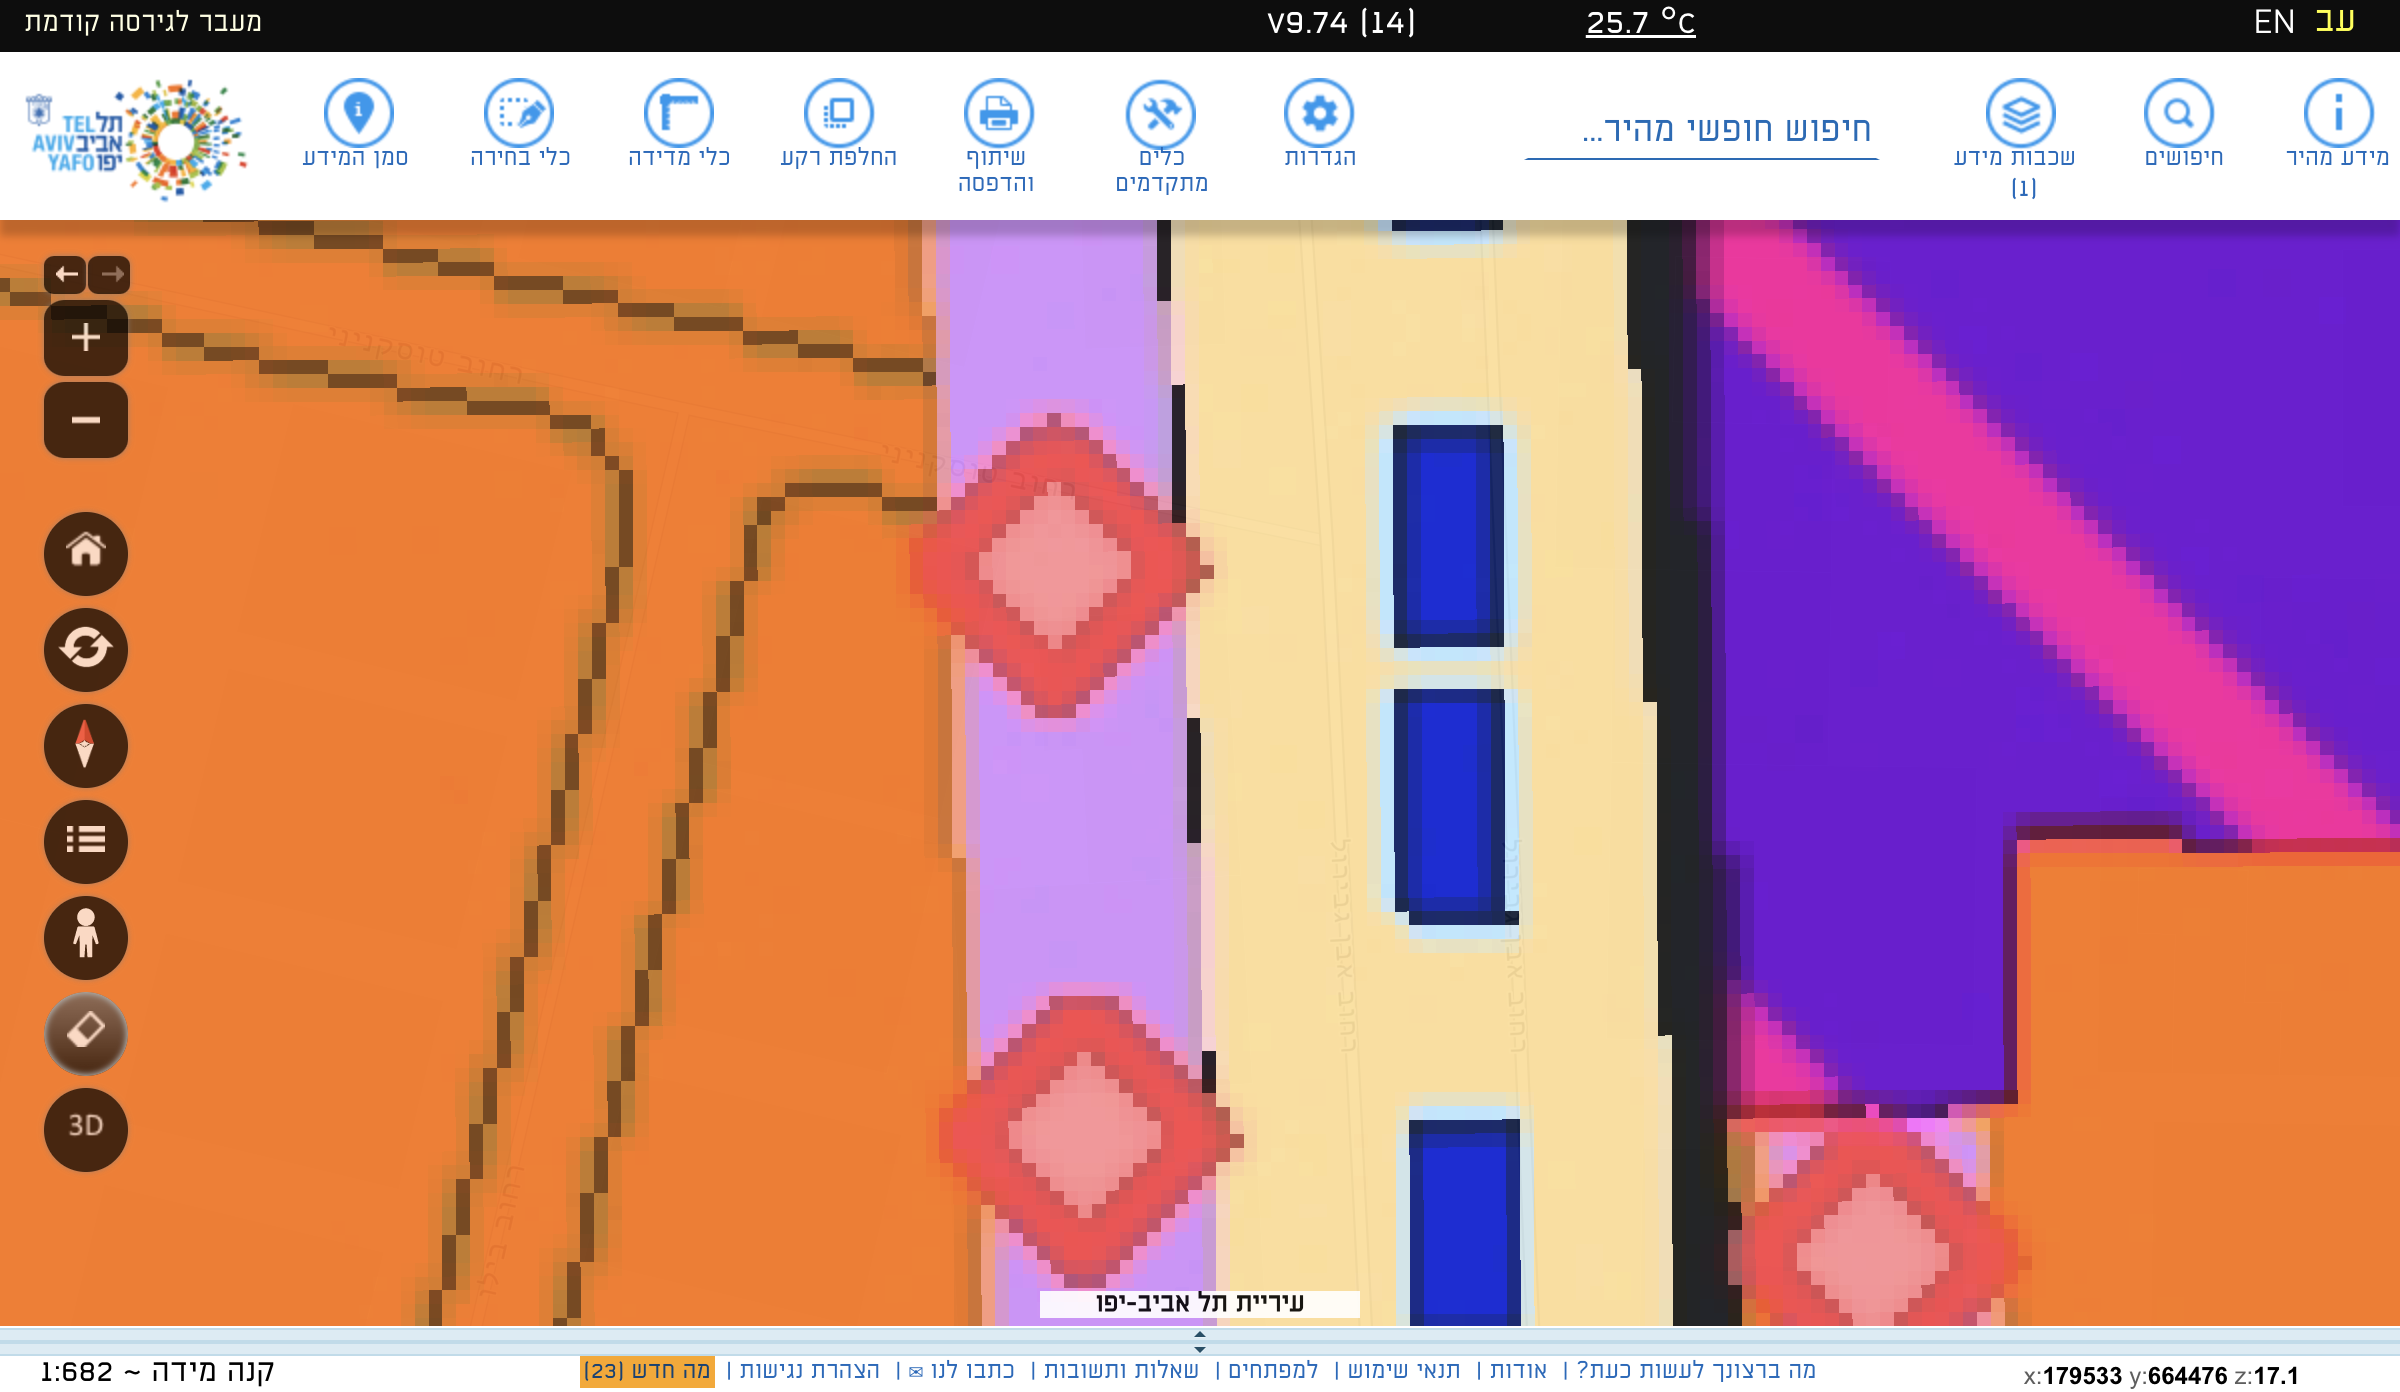 עב EN
25.7 °C
V9.74 (14)
מעבר לגירסה קודמת
מידע מהיר
חיפושים
שכבות מידע
(1)
חיפוש חופשי מהיר...
הגדרות
כלים
מתקדמים
שיתוף
והדפסה
החלפת רקע
כלי מדידה
כלי בחירה
סמן המידע
תל
אביב
יפו
TEL
AVIV
YAFO
רחוב טוסקניני
רחוב טוסקניני
רחוב אבן גבירול
רחוב אבן גבירול
רחוב בילו
3D
עיריית תל אביב-יפו
מה ברצונך לעשות כעת? | אודות | תנאי שימוש | למפתחים | שאלות ותשובות | כתבו לנו ✉ | הצהרת נגישות | מה חדש (23)
קנה מידה ~ 1:682
x:179533 y:664476 z:17.1